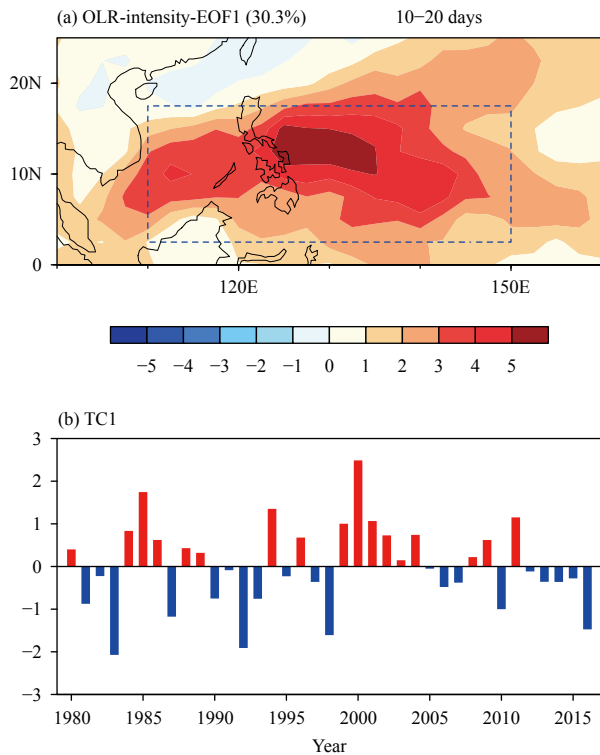 (a) OLR-intensity-EOF1 (30.3%) 10−20 days
20N
10N
0
120E 150E
−5 −4 −3 −2 −1 0 1 2 3 4 5
(b) TC1
3
2
1
0
−1
−2
−3
1980 1985 1990 1995 2000 2005 2010 2015
Year